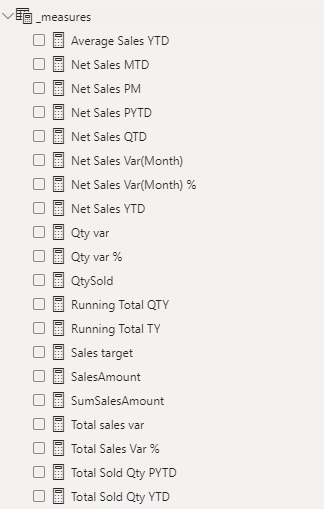 _measures
Average Sales YTD
Net Sales MTD
Net Sales PM
Net Sales PYTD
Net Sales QTD
Net Sales Var(Month)
Net Sales Var(Month) %
Net Sales YTD
Qty var
Qty var %
QtySold
Running Total QTY
Running Total TY
Sales target
SalesAmount
SumSalesAmount
Total sales var
Total Sales Var %
Total Sold Qty PYTD
Total Sold Qty YTD